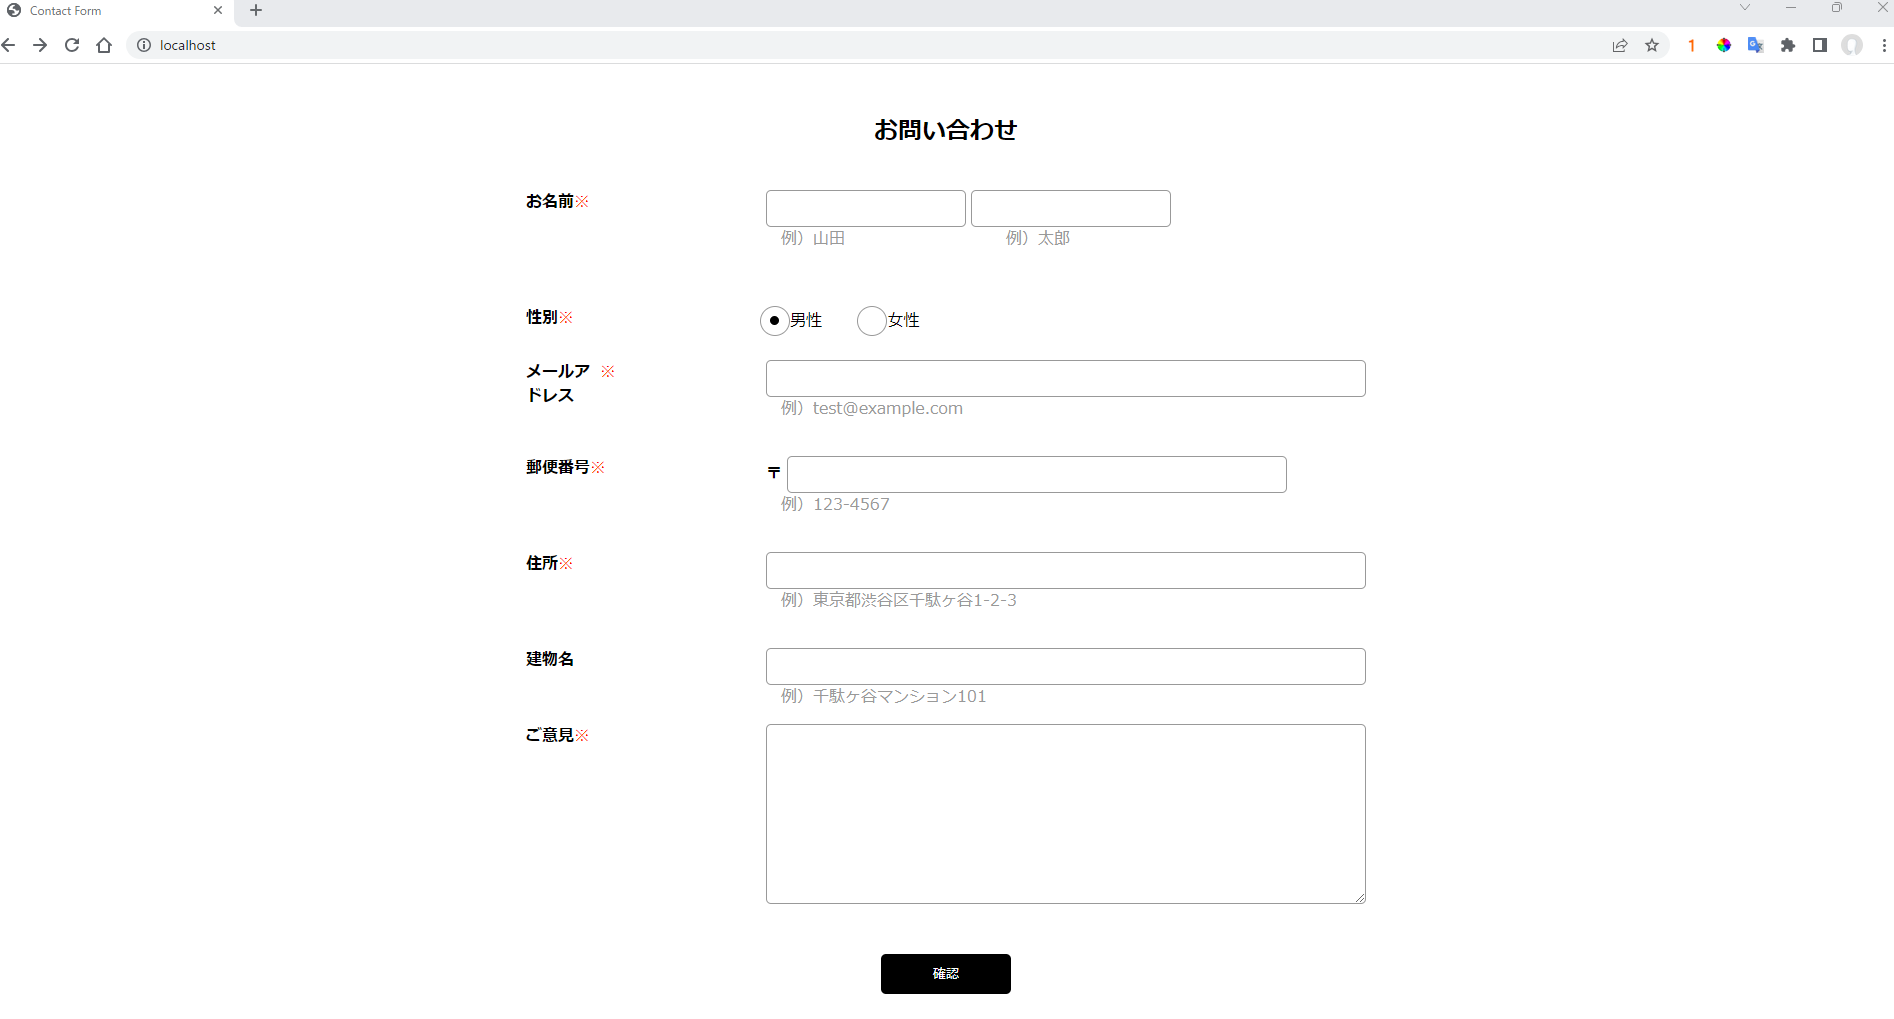 Contact Form
localhost
1
お問い合わせ
お名前※
例）山田 例）太郎
性別※ 男性 女性
メールア ※
ドレス
例）test@example.com
郵便番号※ 〒
例）123-4567
住所※
例）東京都渋谷区千駄ヶ谷1-2-3
建物名
例）千駄ヶ谷マンション101
ご意見※
確認